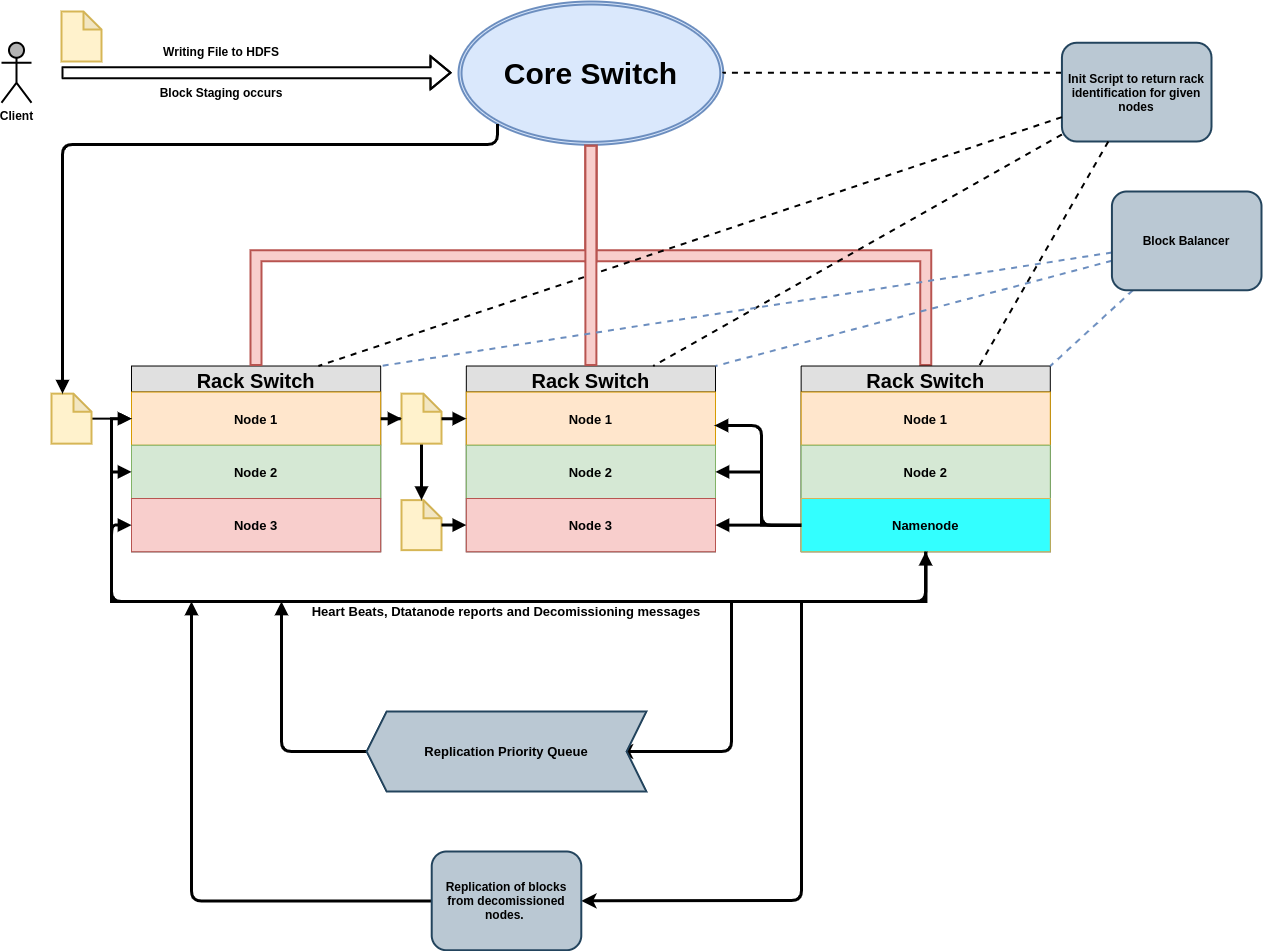 Writing File to HDFS
Block Staging occurs
Client
Core Switch
Init Script to return rack
identification for given
nodes
Block Balancer
Rack Switch
Node 1
Node 2
Node 3
Rack Switch
Node 1
Node 2
Node 3
Rack Switch
Node 1
Node 2
Namenode
Heart Beats, Dtatanode reports and Decomissioning messages
Replication Priority Queue
Replication of blocks
from decomissioned
nodes.